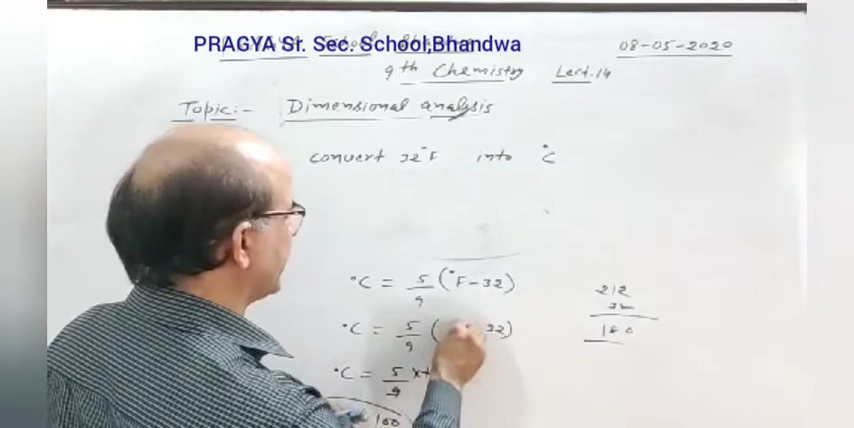 PRAGYA Sr. Sec. School,Bhandwa
08-05-2020
9th Chemistry Lect.14
Topic:- Dimensional analysis
convert 32°F into °C
°C = 5/9 (°F-32)
212
32
180
°C = 5/9 ( 32)
°C = 5/9 ×
100